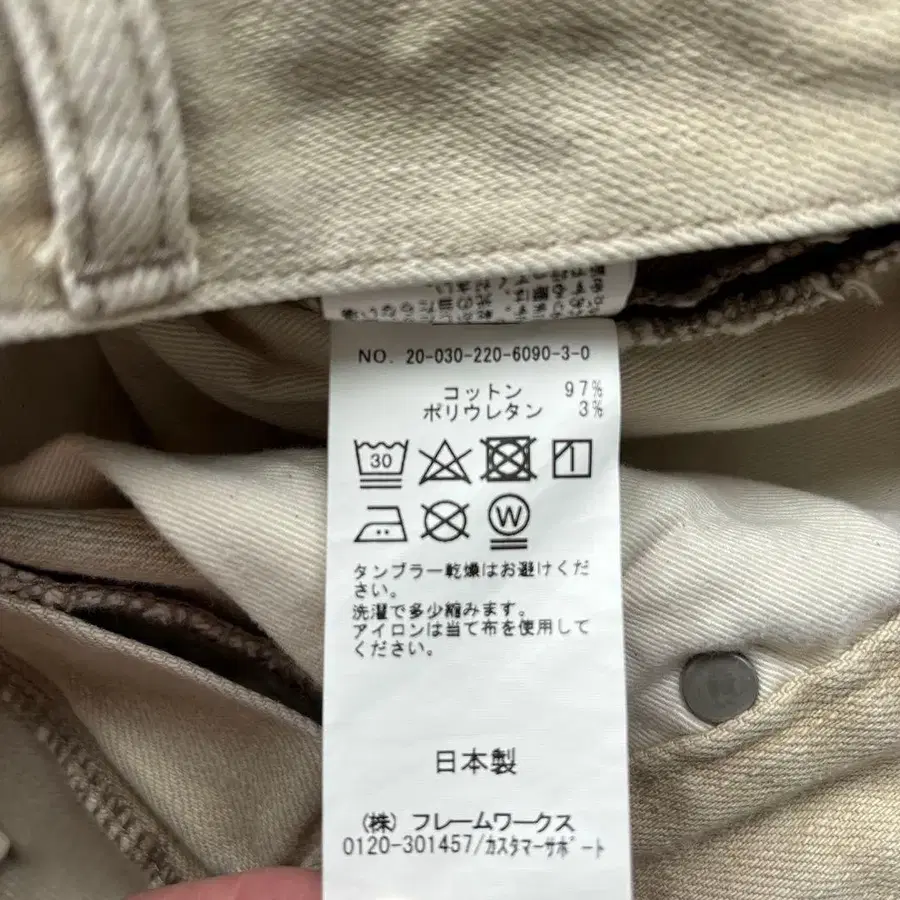 NO. 20-030-220-6090-3-0
コットン 97%
ポリウレタン 3%
30
W
タンブラー乾燥はお避けくだ
さい。
洗濯で多少縮みます。
アイロンは当て布を使用して
ください。
日本製
(株) フレームワークス
0120-301457/カスタマーサポート